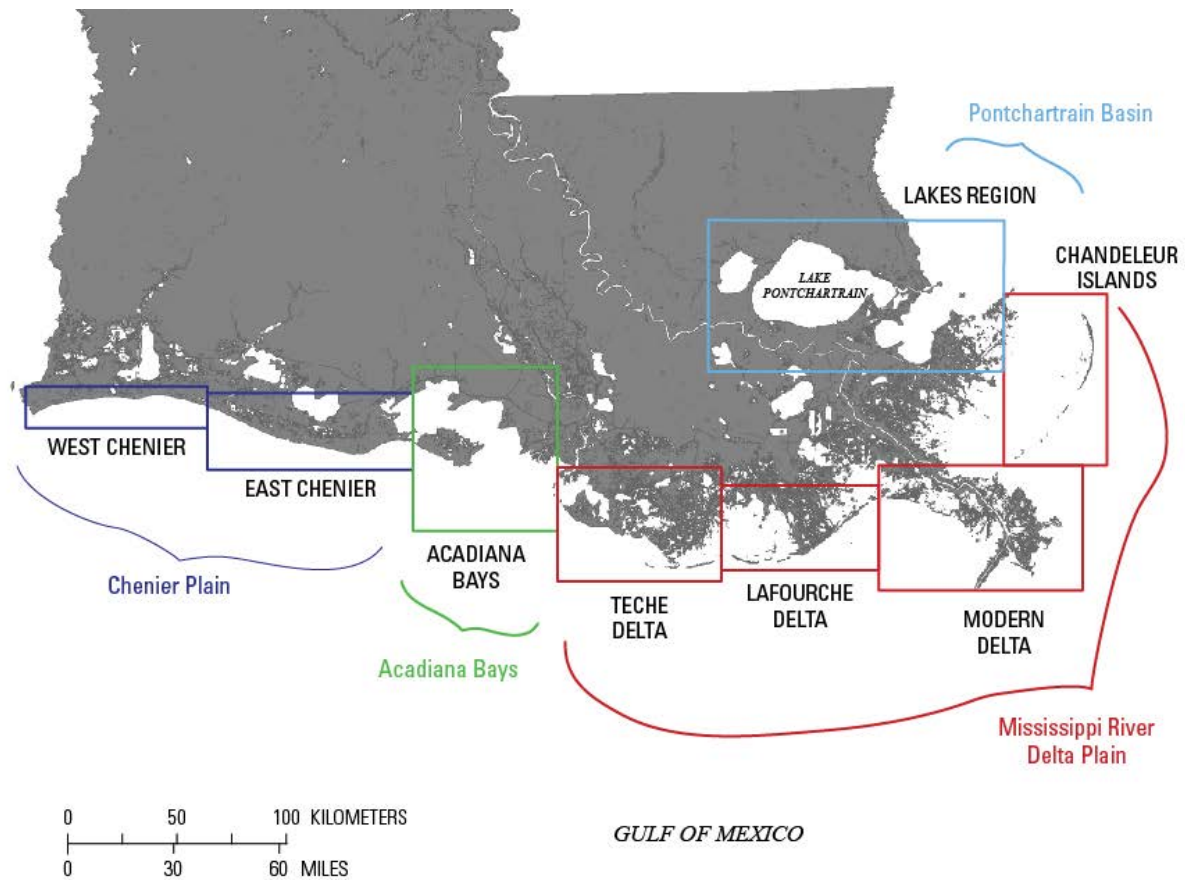 Pontchartrain Basin
LAKES REGION
CHANDELEUR
ISLANDS
LAKE
PONTCHARTRAIN
WEST CHENIER
EAST CHENIER
ACADIANA
BAYS
Chenier Plain
TECHE
DELTA
LAFOURCHE
DELTA
MODERN
DELTA
Acadiana Bays
Mississippi River
Delta Plain
0 50 100 KILOMETERS
0 30 60 MILES
GULF OF MEXICO